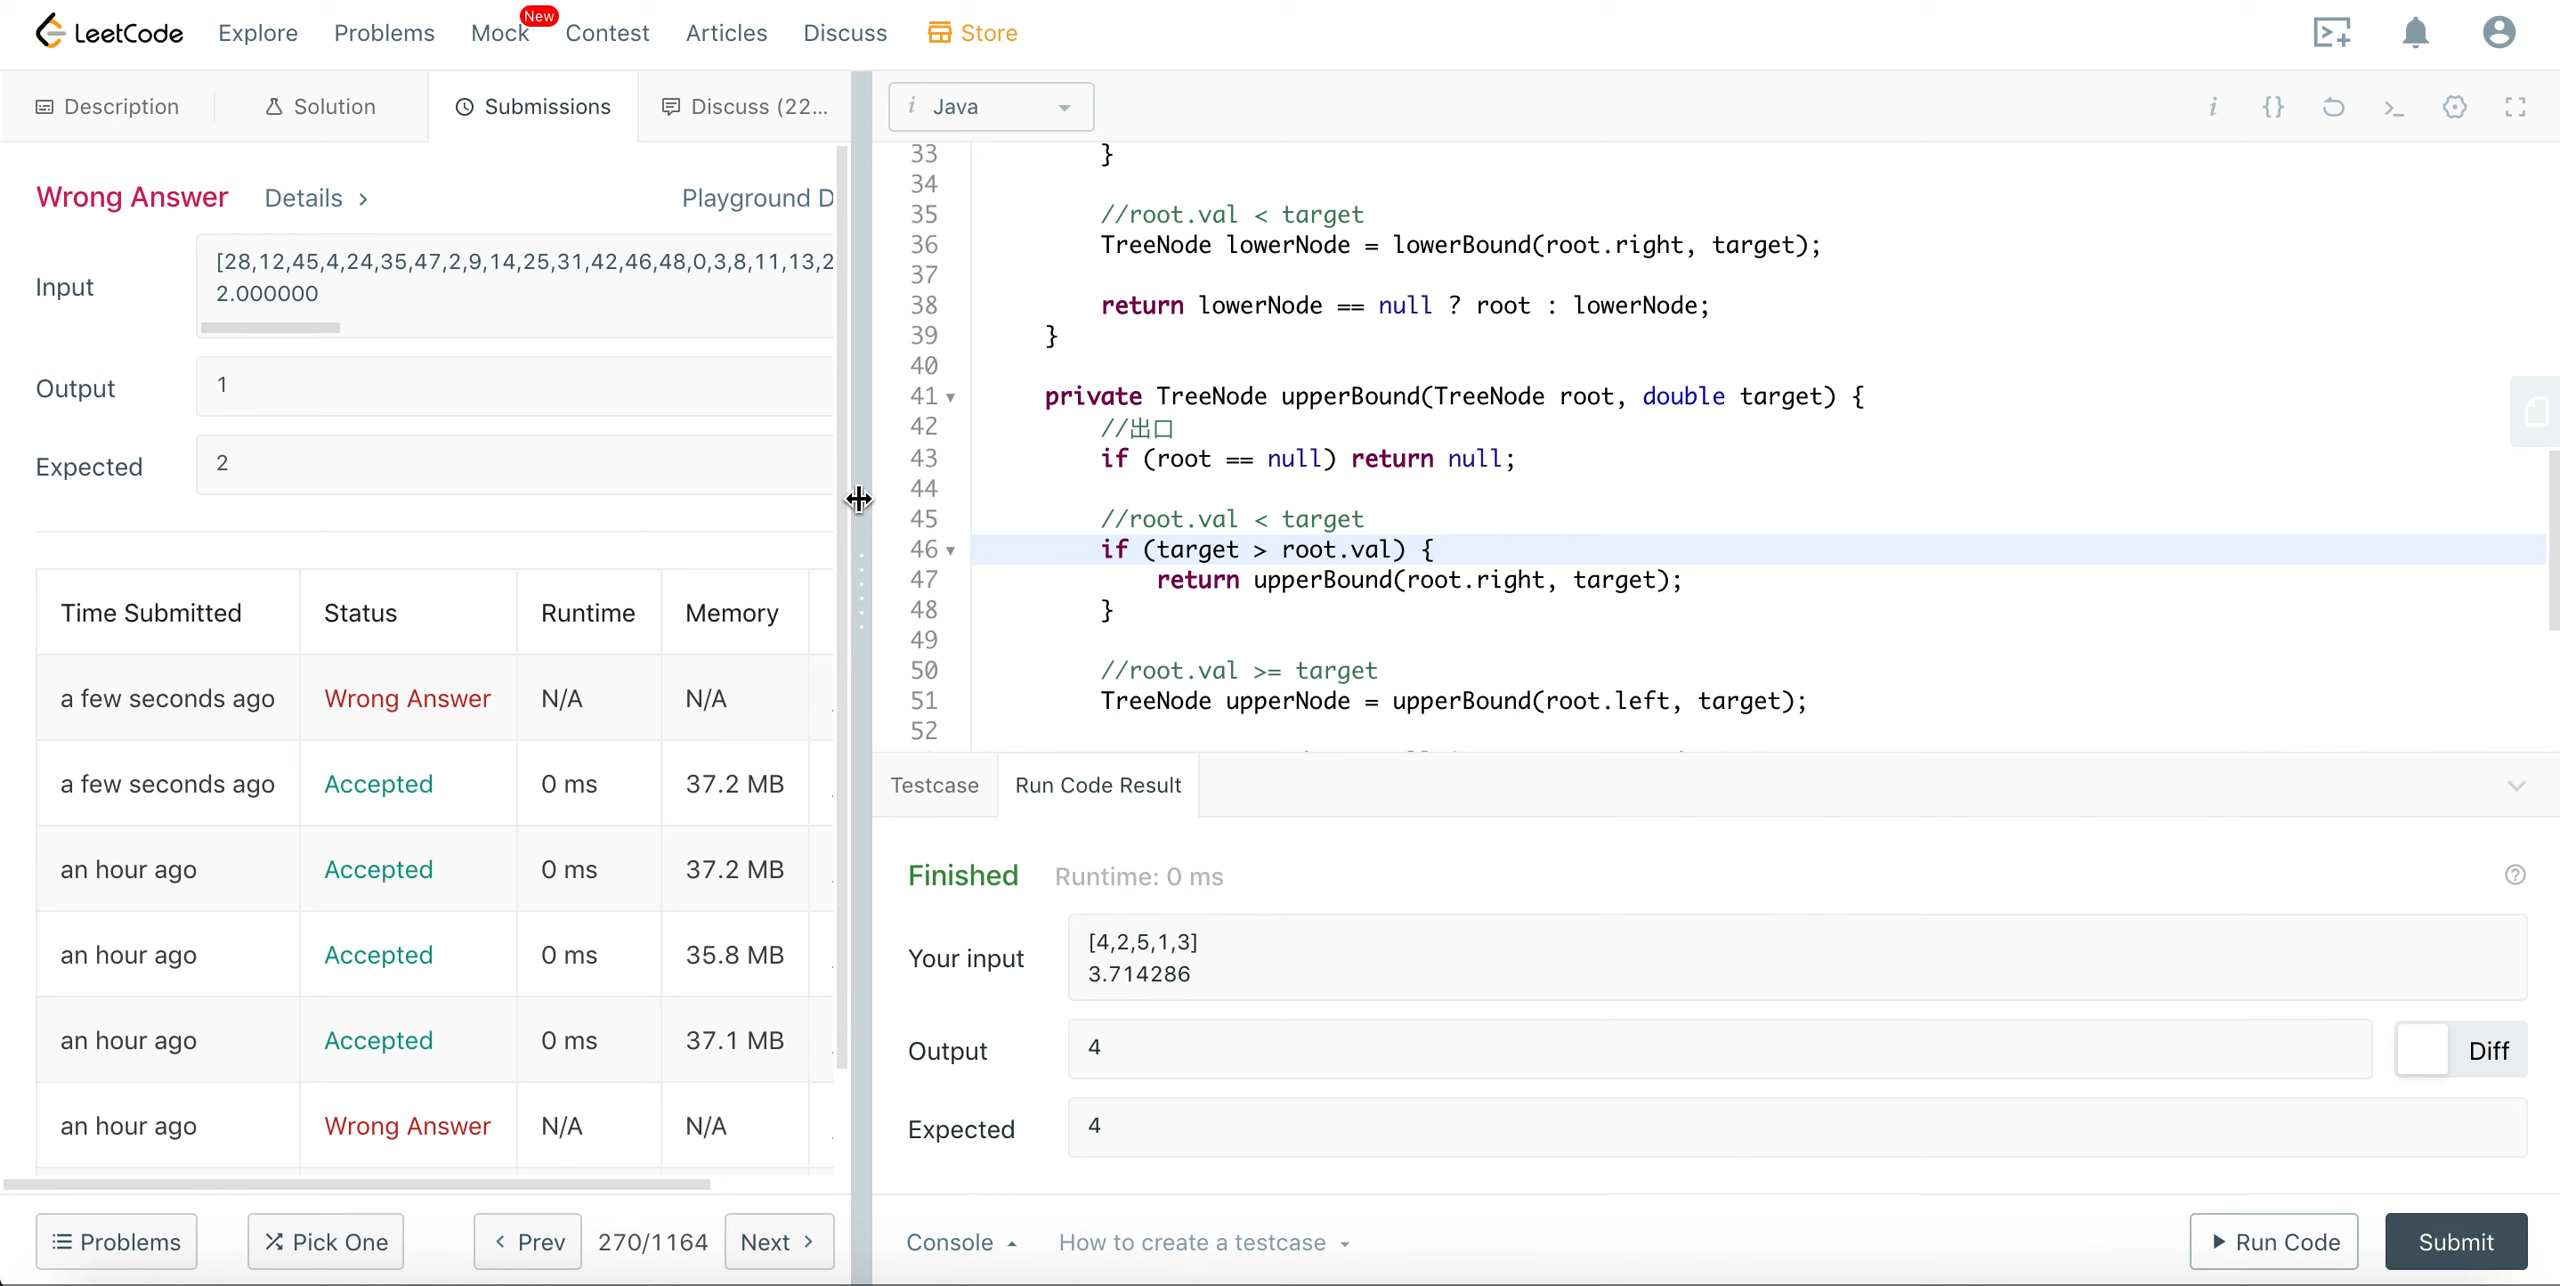 LeetCode
Explore
Problems
Mock
New
Contest
Articles
Discuss
Store
Description
Solution
Submissions
Discuss (22...
Wrong Answer
Details >
Playground D
Input
[28,12,45,4,24,35,47,2,9,14,25,31,42,46,48,0,3,8,11,13,2
2.000000
Output
1
Expected
2
Time Submitted Status Runtime Memory
a few seconds ago Wrong Answer N/A N/A
a few seconds ago Accepted 0 ms 37.2 MB
an hour ago Accepted 0 ms 37.2 MB
an hour ago Accepted 0 ms 35.8 MB
an hour ago Accepted 0 ms 37.1 MB
an hour ago Wrong Answer N/A N/A
Problems
Pick One
< Prev
270/1164
Next >
i Java
33 }
34
35 //root.val < target
36 TreeNode lowerNode = lowerBound(root.right, target);
37
38 return lowerNode == null ? root : lowerNode;
39 }
40
41 private TreeNode upperBound(TreeNode root, double target) {
42 //出口
43 if (root == null) return null;
44
45 //root.val < target
46 if (target > root.val) {
47 return upperBound(root.right, target);
48 }
49
50 //root.val >= target
51 TreeNode upperNode = upperBound(root.left, target);
52
Testcase
Run Code Result
Finished
Runtime: 0 ms
Your input
[4,2,5,1,3]
3.714286
Output
4
Diff
Expected
4
Console
How to create a testcase
Run Code
Submit